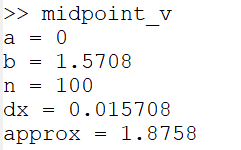 >> midpoint_v
a = 0
b = 1.5708
n = 100
dx = 0.015708
approx = 1.8758